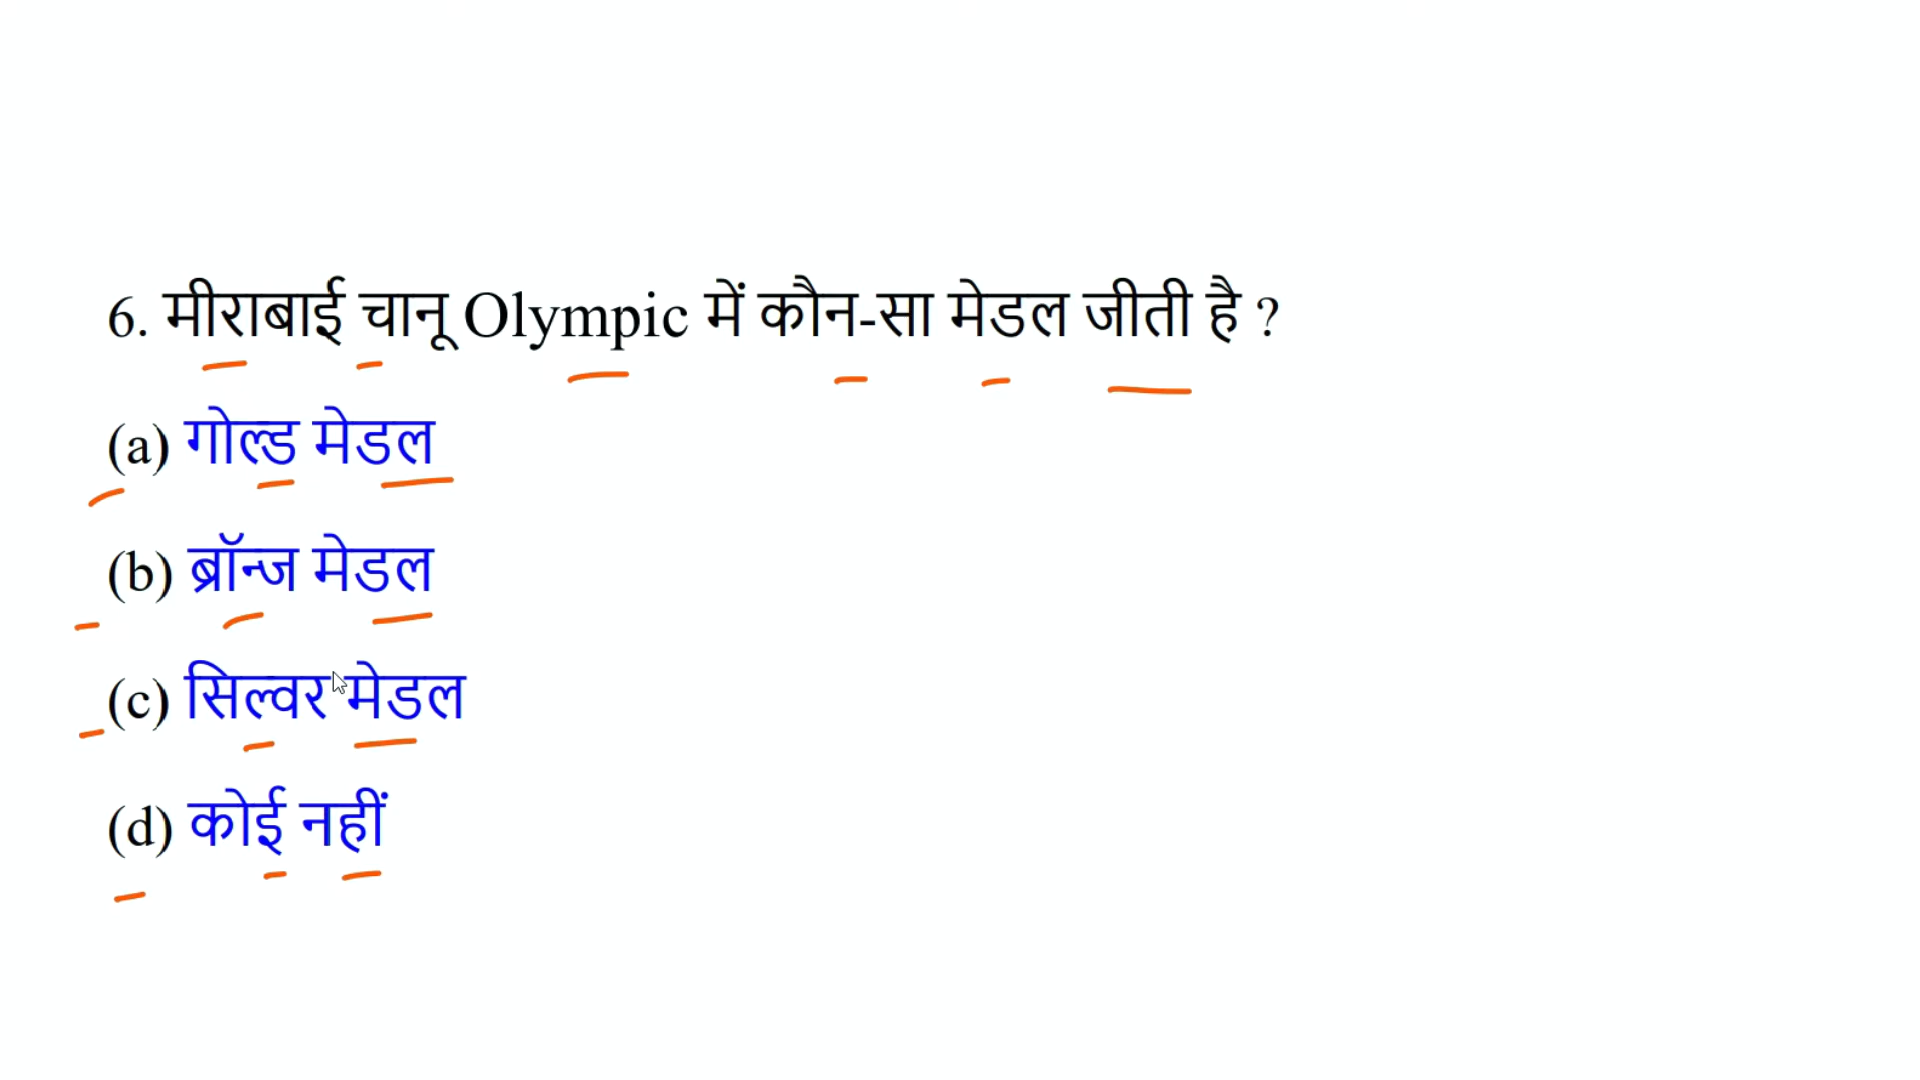 6. मीराबाई चानू Olympic में कौन-सा मेडल जीती है ?
(a) गोल्ड मेडल
(b) ब्रॉन्ज मेडल
(c) सिल्वर मेडल
(d) कोई नहीं